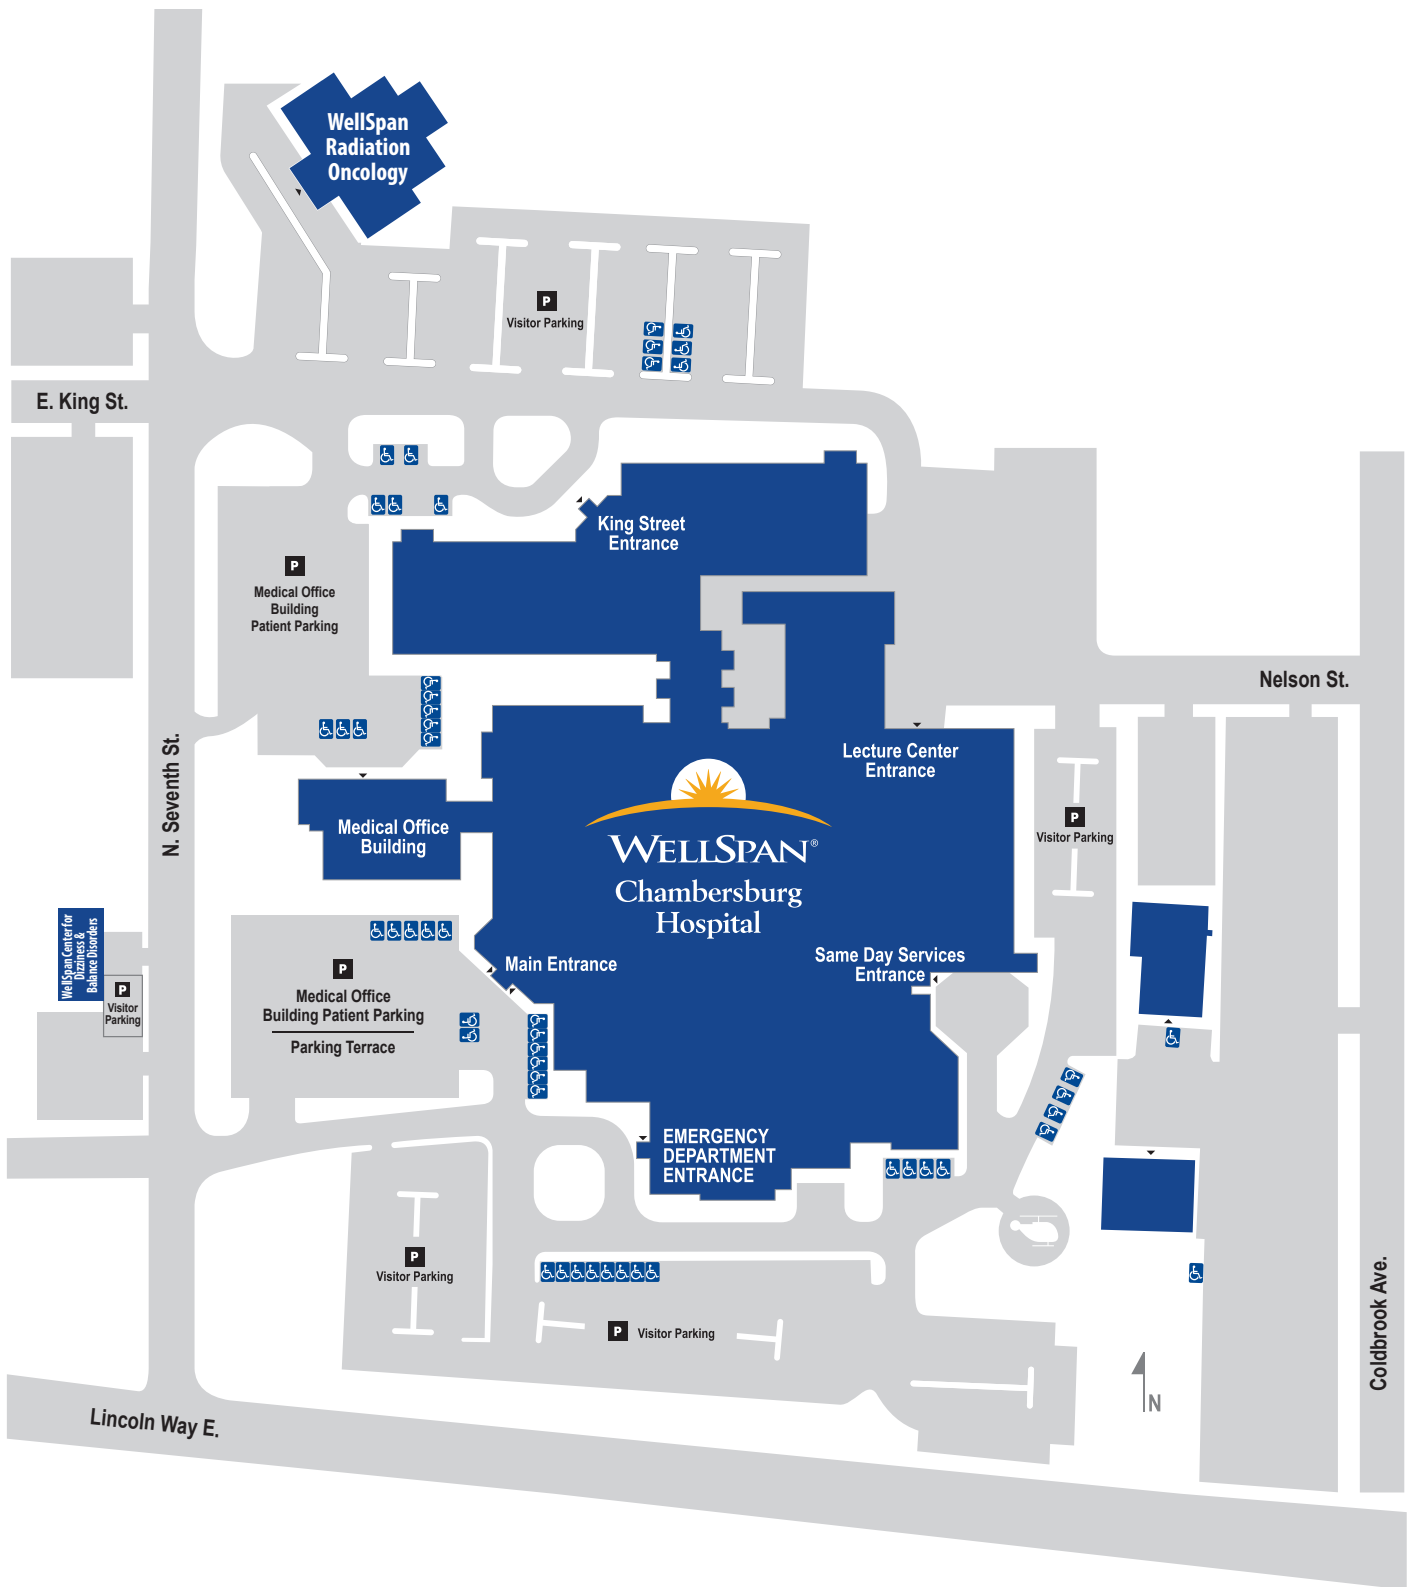 WellSpan
Radiation
Oncology
P
Visitor Parking
E. King St.
King Street
Entrance
P
Medical Office
Building
Patient Parking
Nelson St.
N. Seventh St.
Lecture Center
Entrance
P
Visitor Parking
Medical Office
Building
WELLSPAN®
Chambersburg
Hospital
WellSpan Center for
Dizziness &
Balance Disorders
P
Visitor
Parking
P
Medical Office
Building Patient Parking
Parking Terrace
Main Entrance
Same Day Services
Entrance
EMERGENCY
DEPARTMENT
ENTRANCE
P
Visitor Parking
P
Visitor Parking
Coldbrook Ave.
N
Lincoln Way E.